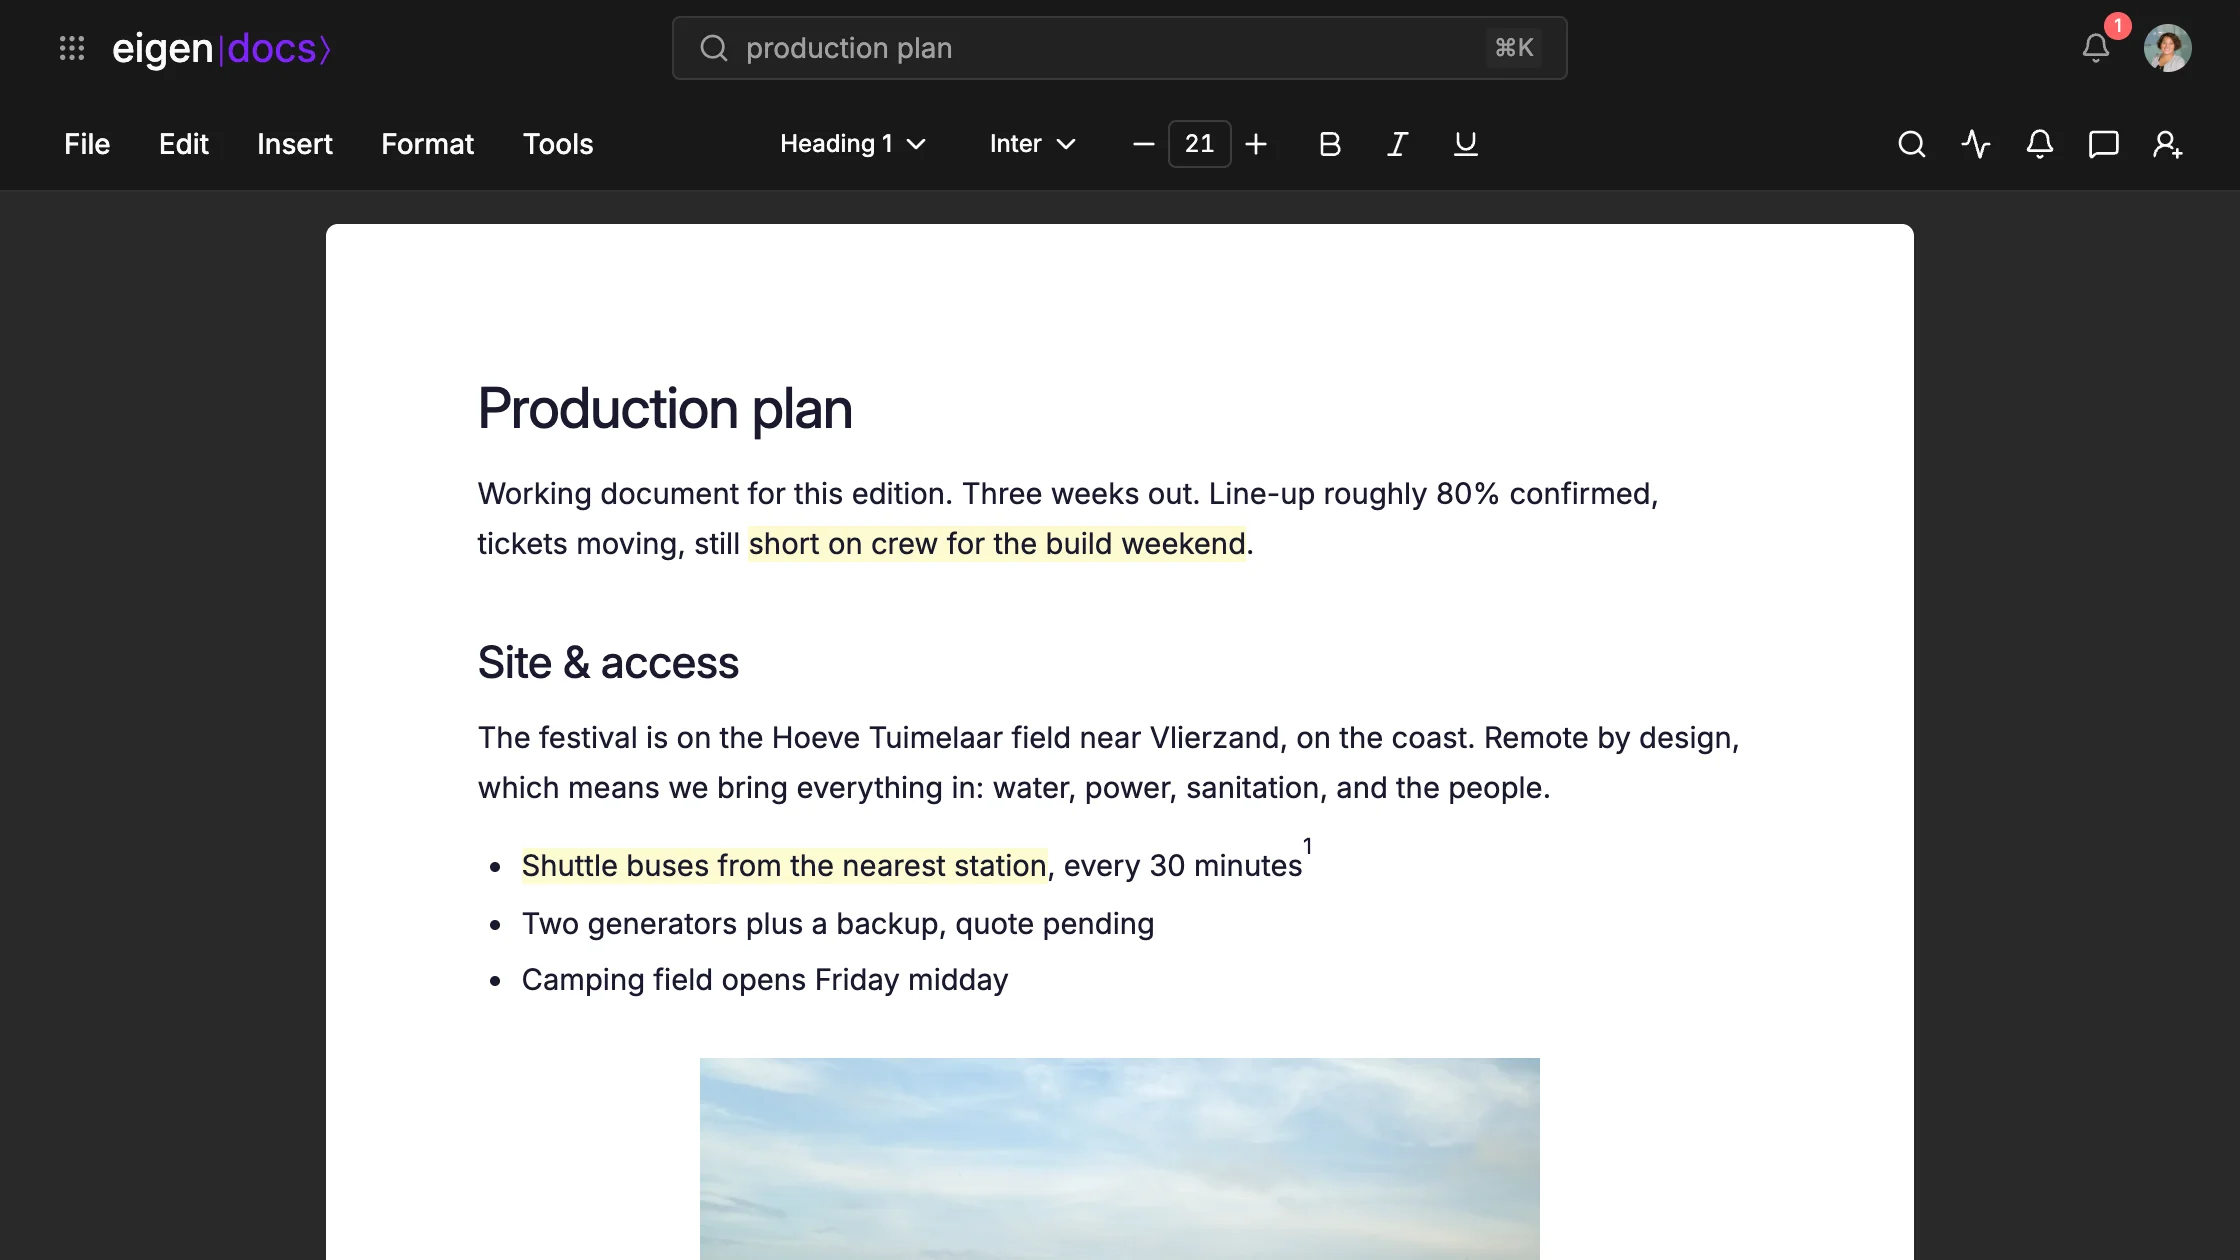 eigen|docs⟩
production plan
⌘K
1
File Edit Insert Format Tools
Heading 1
Inter
21
B I U
Production plan
Working document for this edition. Three weeks out. Line-up roughly 80% confirmed,
tickets moving, still short on crew for the build weekend.
Site & access
The festival is on the Hoeve Tuimelaar field near Vlierzand, on the coast. Remote by design,
which means we bring everything in: water, power, sanitation, and the people.
• Shuttle buses from the nearest station, every 30 minutes¹
• Two generators plus a backup, quote pending
• Camping field opens Friday midday